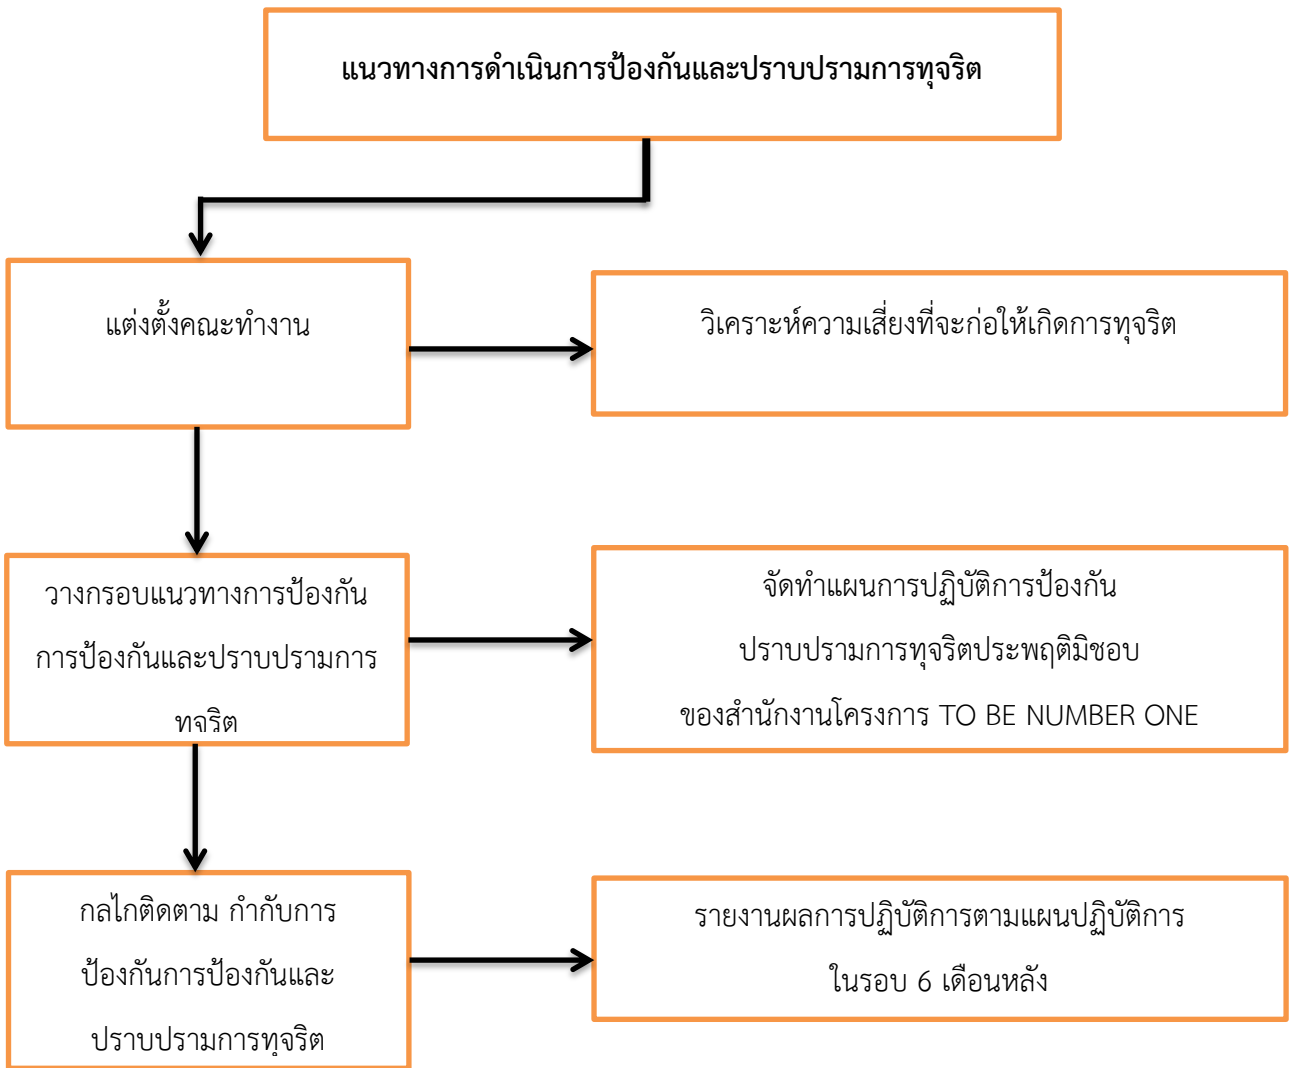 แนวทางการดำเนินการป้องกันและปราบปรามการทุจริต
แต่งตั้งคณะทำงาน
วิเคราะห์ความเสี่ยงที่จะก่อให้เกิดการทุจริต
วางกรอบแนวทางการป้องกัน
การป้องกันและปราบปรามการ
ทุจริต
จัดทำแผนการปฏิบัติการป้องกัน
ปราบปรามการทุจริตประพฤติมิชอบ
ของสำนักงานโครงการ TO BE NUMBER ONE
กลไกติดตาม กำกับการ
ป้องกันการป้องกันและ
ปราบปรามการทุจริต
รายงานผลการปฏิบัติการตามแผนปฏิบัติการ
ในรอบ 6 เดือนหลัง